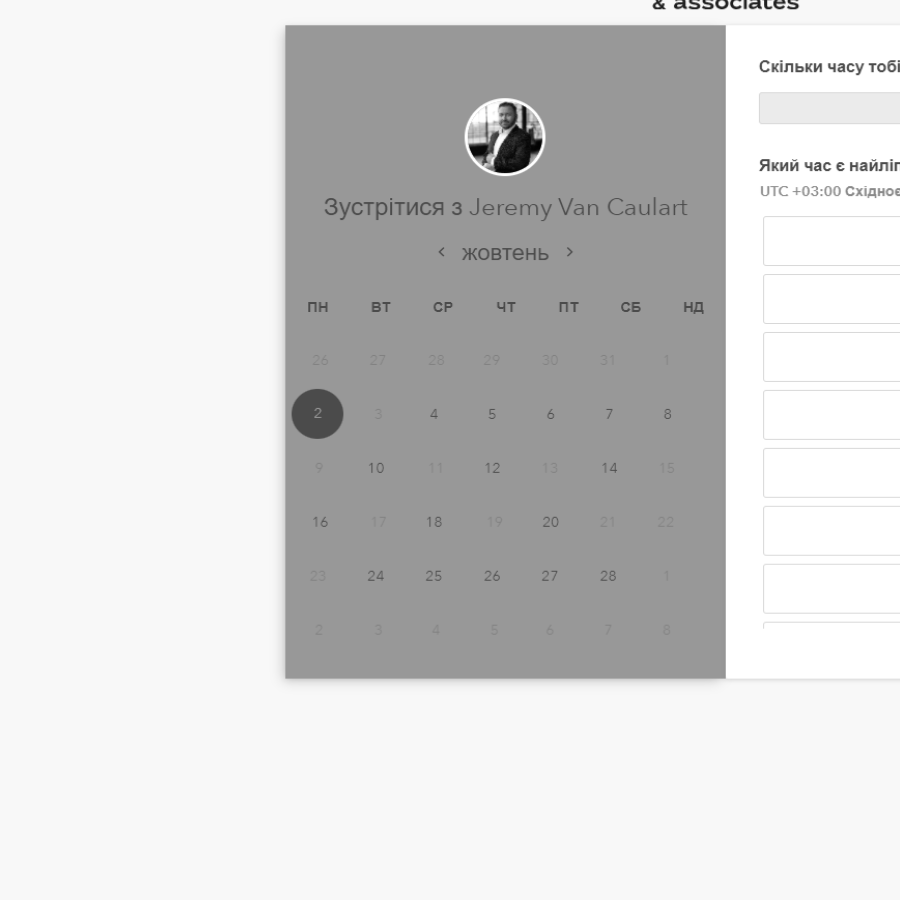 & associates
Зустрітися з Jeremy Van Caulart
‹ жовтень ›
ПН ВТ СР ЧТ ПТ СБ НД
26 27 28 29 30 31 1
2 3 4 5 6 7 8
9 10 11 12 13 14 15
16 17 18 19 20 21 22
23 24 25 26 27 28 1
2 3 4 5 6 7 8
Скільки часу тобі
Який час є найліп
UTC +03:00 Східноє